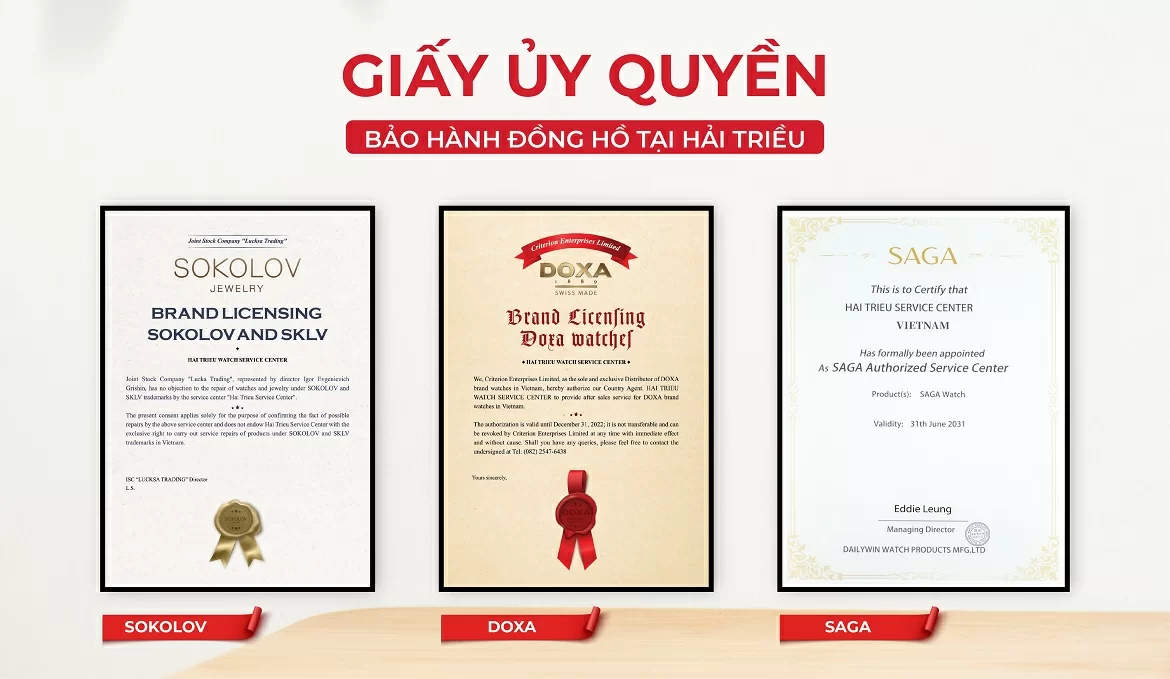 GIẤY ỦY QUYỀN
BẢO HÀNH ĐỒNG HỒ TẠI HẢI TRIỀU
Joint Stock Company "Lucksa Trading"
SOKOLOV
JEWELRY
BRAND LICENSING
SOKOLOV AND SKLV
HAI TRIEU WATCH SERVICE CENTER
Joint Stock Company "Lucka Trading", represented by director Igor Evgenievich
Grishin, has no objection to the repair of watches and jewelry under SOKOLOV and
SKLV trademarks by the service center "Hai Trieu Service Center".
The present consent applies solely for the purpose of confirming the fact of possible
repairs by the above service center and does not endow Hai Trieu Service Center with the
exclusive right to carry out service repairs of products under SOKOLOV and SKLV
trademarks in Vietnam.
ISC "LUCKSA TRADING" Director
L.S.
SOKOLOV
SOKOLOV
Criterion Enterprises Limited
DOXA
1889
SWISS MADE
Brand Licensing
Doxa watches
HAI TRIEU WATCH SERVICE CENTER
We, Criterion Enterprises Limited, as the sole and exclusive Distributor of DOXA
brand watches in Vietnam, hereby authorize our Country Agent. HAI TRIEU
WATCH SERVICE CENTER to provide after sales service for DOXA brand
watches in Vietnam.
The authorization is valid until December 31, 2022; it is not transferable and can
be revoked by Criterion Enterprises Limited at any time with immediate effect
and without cause. Shall you have any queries, please feel free to contact the
undersigned at Tel: (082) 2547-6438
Yours sincerely,
DOXA
DOXA
SAGA
This is to Certify that
HAI TRIEU SERVICE CENTER
VIETNAM
Has formally been appointed
As SAGA Authorized Service Center
Product(s): SAGA Watch
Validity: 31th June 2031
Eddie Leung
Managing Director
DAILYWIN WATCH PRODUCTS MFG.LTD
SAGA